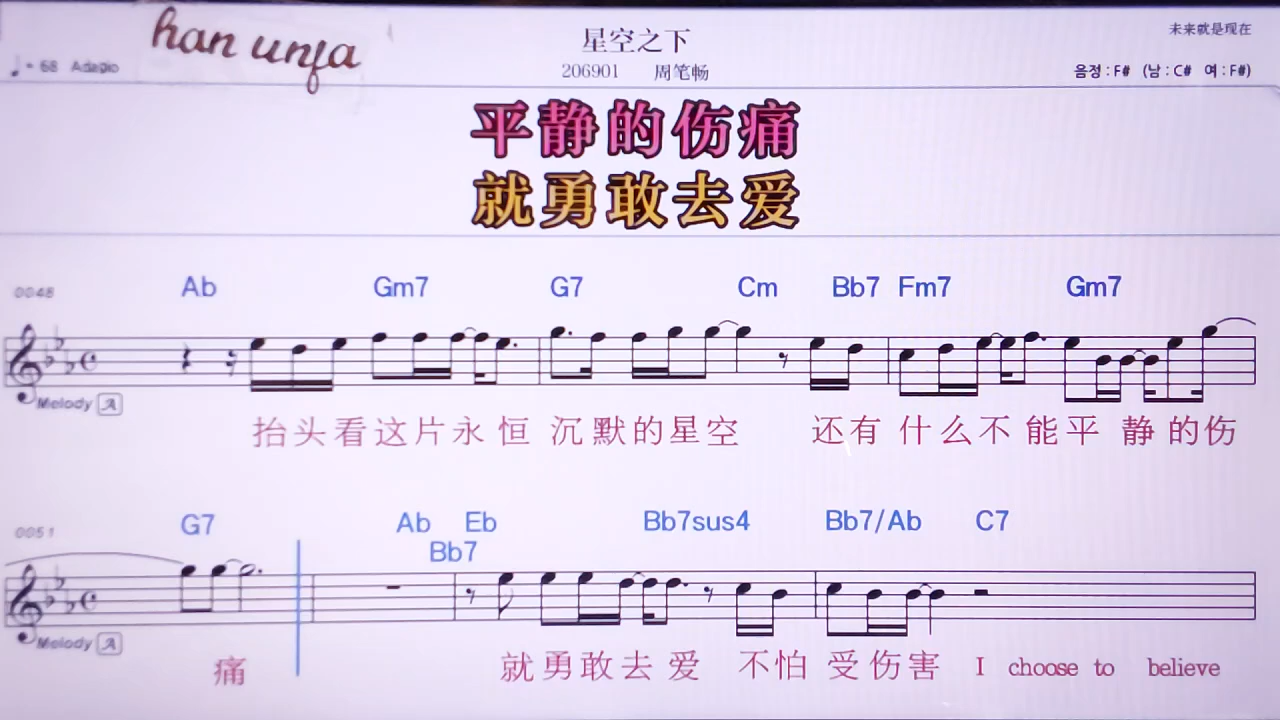 han unfa
星空之下
未来就是现在
♩= 68 Adagio
206901 周笔畅
음정 : F# (남 : C# 여 : F#)
平静的伤痛
就勇敢去爱
0048 Ab Gm7 G7 Cm Bb7 Fm7 Gm7
Melody A
抬头看这片永恒 沉默的星空 还有什么不能平静的伤
0051 G7 Ab Eb Bb7sus4 Bb7/Ab C7
Bb7
Melody A
痛 就勇敢去爱 不怕受伤害 I choose to believe